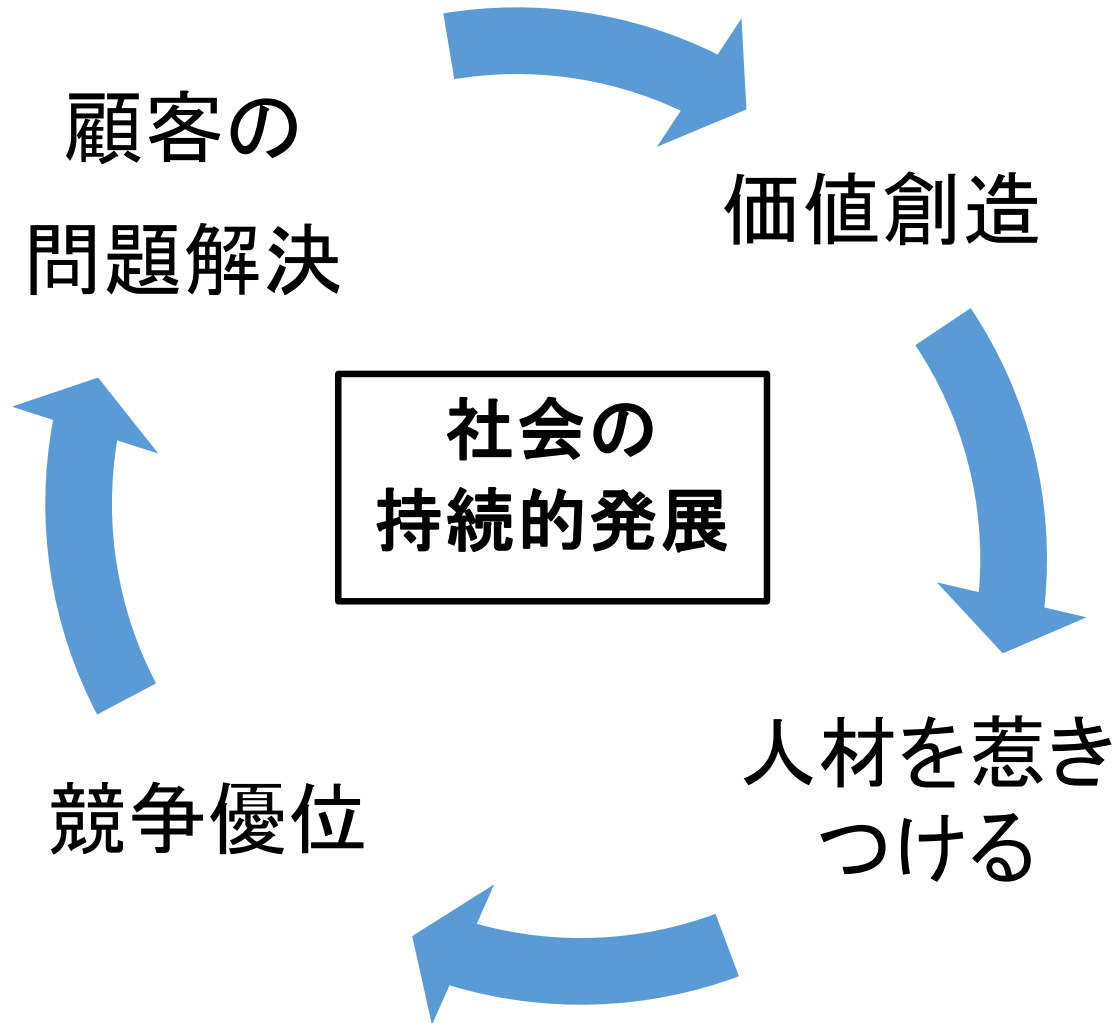 顧客の
問題解決
価値創造
社会の
持続的発展
人材を惹き
つける
競争優位